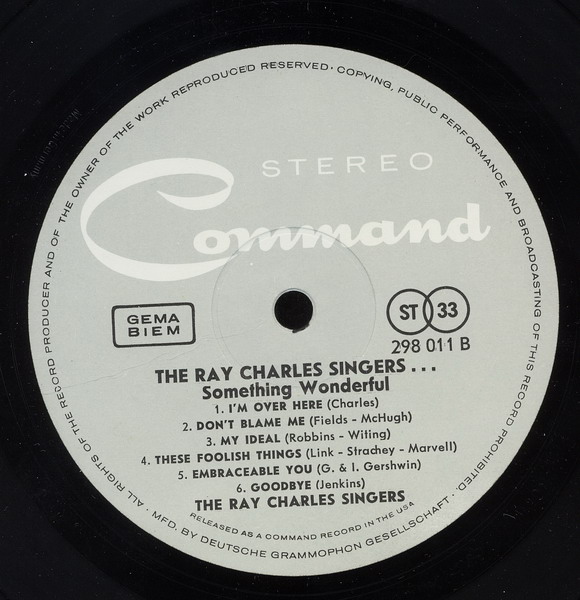 STEREO
Command
GEMA
BIEM
ST 33
298 011 B
THE RAY CHARLES SINGERS . . .
Something Wonderful
1. I'M OVER HERE (Charles)
2. DON'T BLAME ME (Fields - McHugh)
3. MY IDEAL (Robbins - Witing)
4. THESE FOOLISH THINGS (Link - Strachey - Marvell)
5. EMBRACEABLE YOU (G. & I. Gershwin)
6. GOODBYE (Jenkins)
THE RAY CHARLES SINGERS
RELEASED AS A COMMAND RECORD IN THE USA
· ALL RIGHTS OF THE RECORD PRODUCER AND OF THE OWNER OF THE WORK REPRODUCED RESERVED · COPYING, PUBLIC PERFORMANCE AND BROADCASTING OF THIS RECORD PROHIBITED ·
MFD. BY DEUTSCHE GRAMMOPHON GESELLSCHAFT